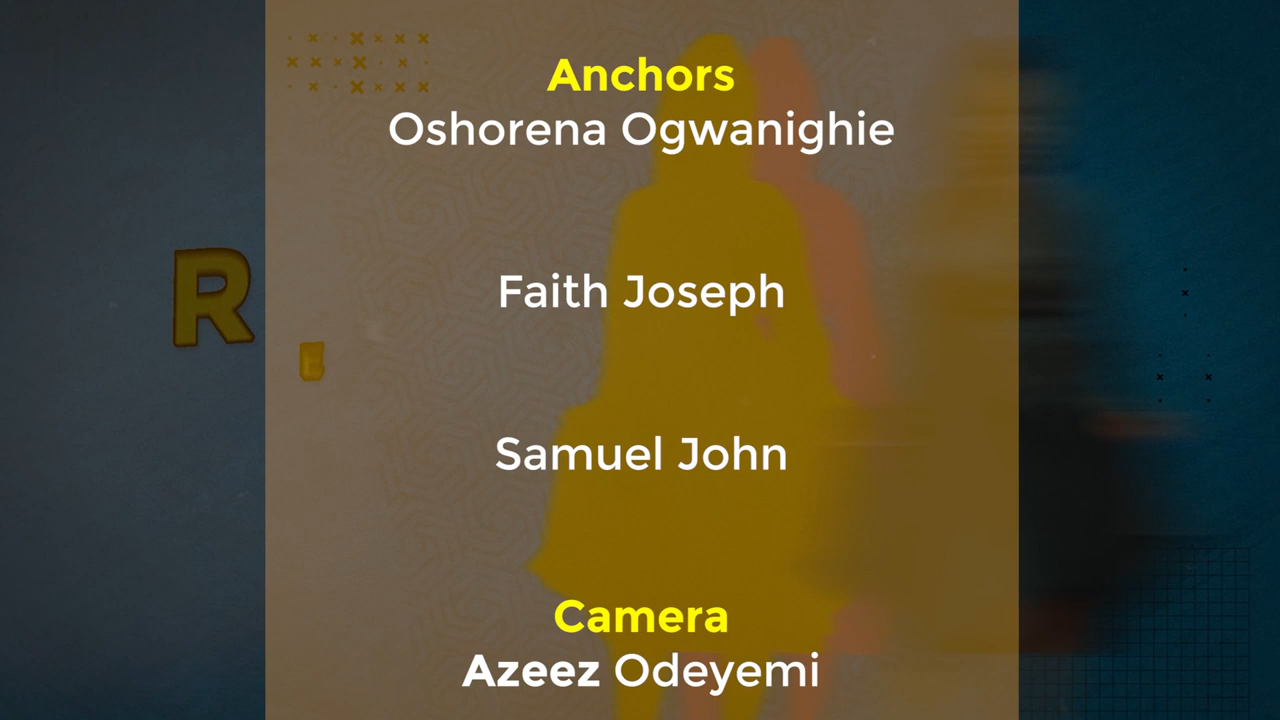 Anchors
Oshorena Ogwanighie
R
E
Faith Joseph
Samuel John
Camera
Azeez Odeyemi